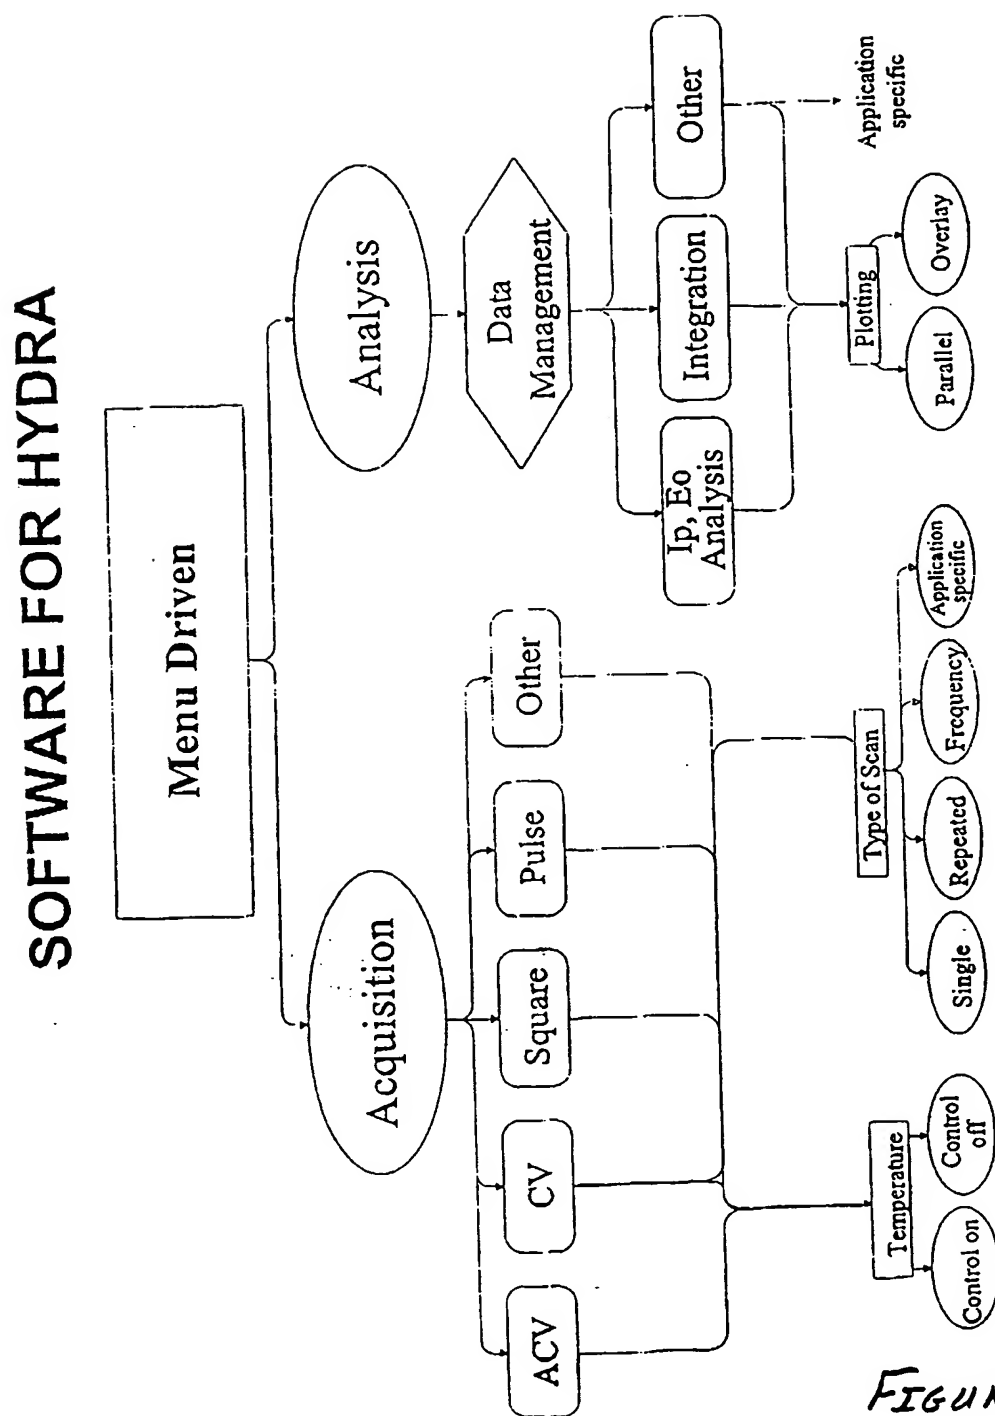 SOFTWARE FOR HYDRA
Menu Driven
Acquisition
Analysis
ACV
CV
Square
Pulse
Other
Data
Management
Ip, Eo
Analysis
Integration
Other
Temperature
Control on
Control
off
Type of Scan
Single
Repeated
Frequency
Application
specific
Plotting
Parallel
Overlay
Application
specific